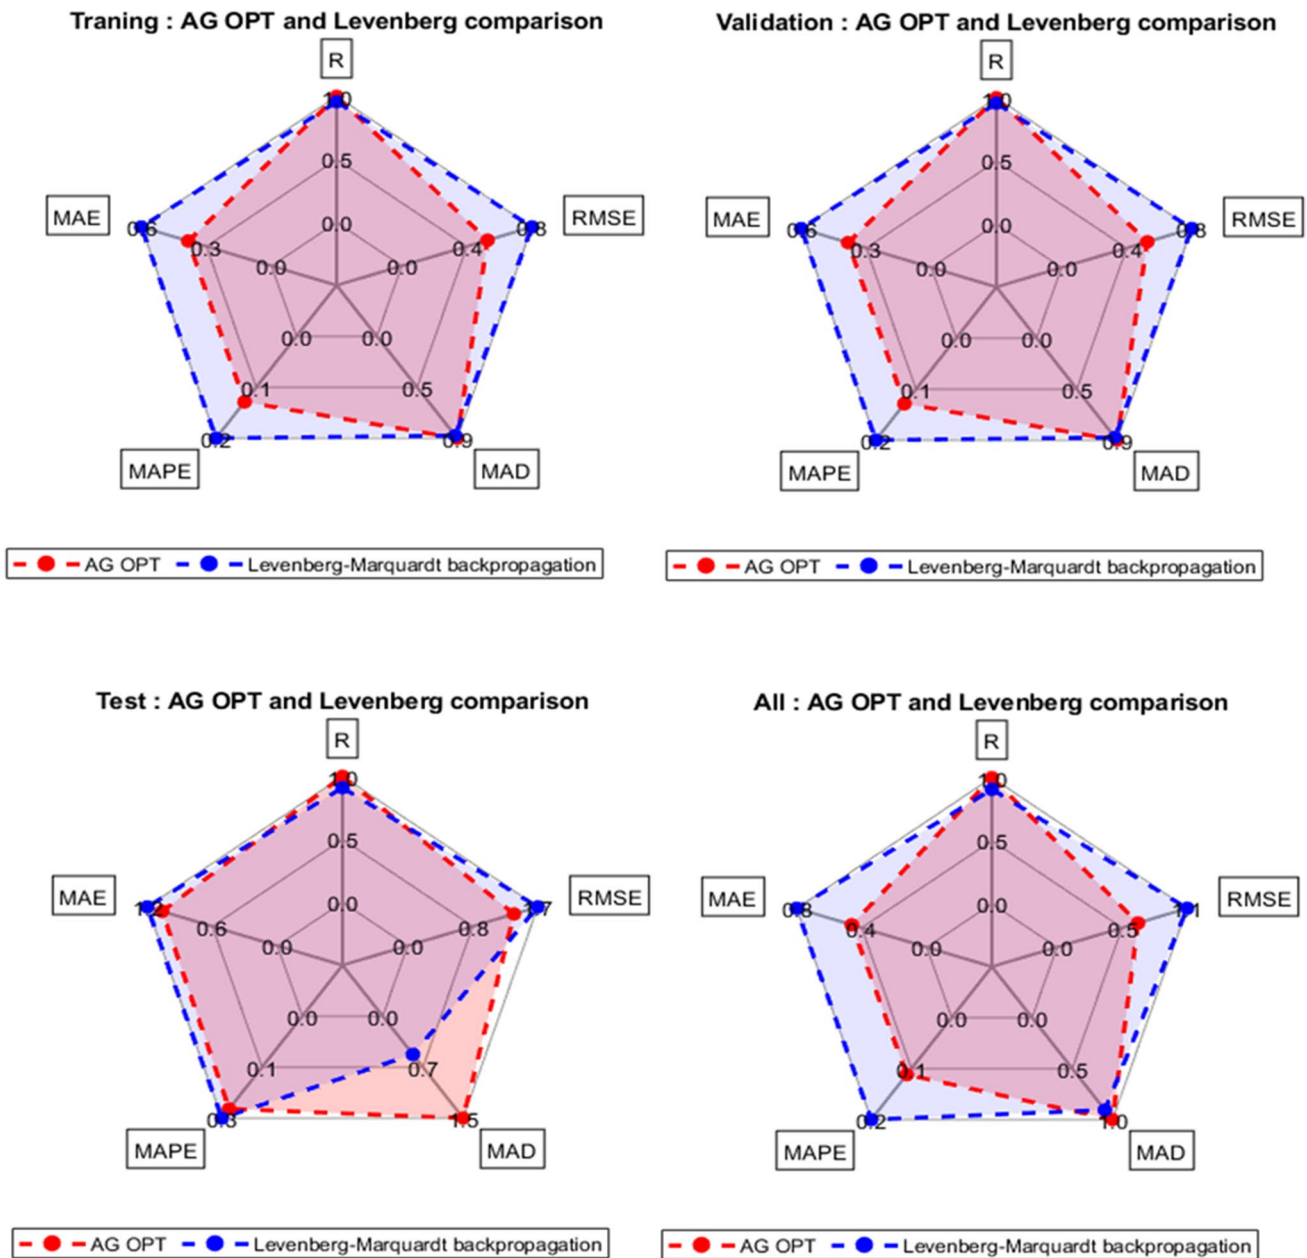 Traning : AG OPT and Levenberg comparison
R
1.0
0.5
0.0
MAE
0.6
0.3
0.0
RMSE
0.8
0.4
0.0
0.0
0.0
0.1
0.5
0.2
0.9
MAPE
MAD
AG OPT
Levenberg-Marquardt backpropagation
Validation : AG OPT and Levenberg comparison
R
1.0
0.5
0.0
MAE
0.6
0.3
0.0
RMSE
0.8
0.4
0.0
0.0
0.0
0.1
0.5
0.2
0.9
MAPE
MAD
AG OPT
Levenberg-Marquardt backpropagation
Test : AG OPT and Levenberg comparison
R
1.0
0.5
0.0
MAE
1.2
0.6
0.0
RMSE
1.7
0.8
0.0
0.0
0.0
0.1
0.7
0.3
1.5
MAPE
MAD
AG OPT
Levenberg-Marquardt backpropagation
All : AG OPT and Levenberg comparison
R
1.0
0.5
0.0
MAE
0.8
0.4
0.0
RMSE
1.1
0.5
0.0
0.0
0.0
0.1
0.5
0.2
1.0
MAPE
MAD
AG OPT
Levenberg-Marquardt backpropagation